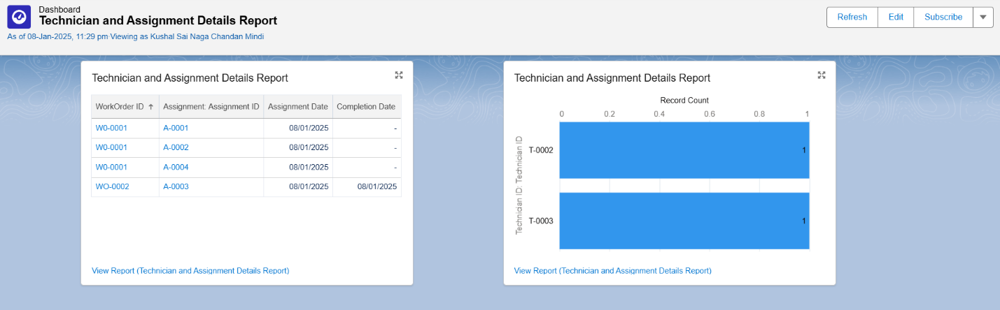 Dashboard
Technician and Assignment Details Report
As of 08-Jan-2025, 11:29 pm·Viewing as Kushal Sai Naga Chandan Mindi
Refresh Edit Subscribe
Technician and Assignment Details Report
WorkOrder ID ↑ Assignment: Assignment ID Assignment Date Completion Date
W0-0001 A-0001 08/01/2025 -
W0-0001 A-0002 08/01/2025 -
W0-0001 A-0004 08/01/2025 -
WO-0002 A-0003 08/01/2025 08/01/2025
View Report (Technician and Assignment Details Report)
Technician and Assignment Details Report
Record Count
0 0.2 0.4 0.6 0.8 1
Technician ID: Technician ID
T-0002 1
T-0003 1
View Report (Technician and Assignment Details Report)